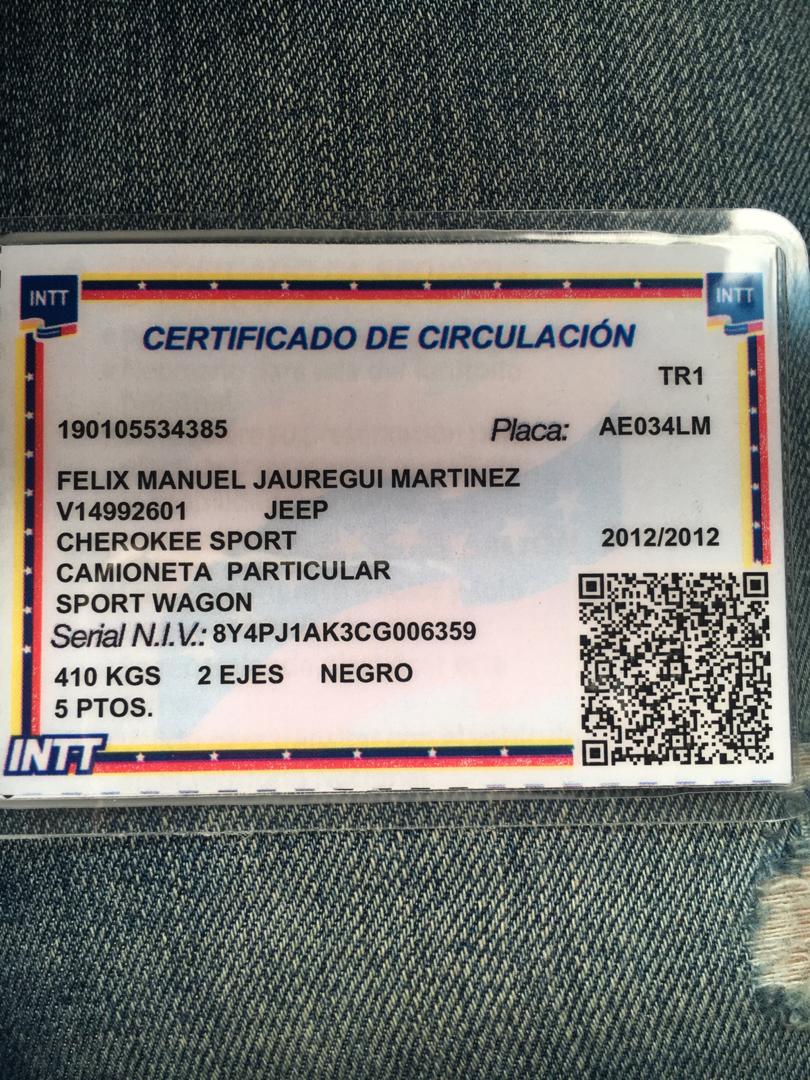 INTT
INTT
CERTIFICADO DE CIRCULACIÓN
TR1
190105534385 Placa: AE034LM
FELIX MANUEL JAUREGUI MARTINEZ
V14992601 JEEP
CHEROKEE SPORT 2012/2012
CAMIONETA PARTICULAR
SPORT WAGON
Serial N.I.V.: 8Y4PJ1AK3CG006359
410 KGS 2 EJES NEGRO
5 PTOS.
INTT